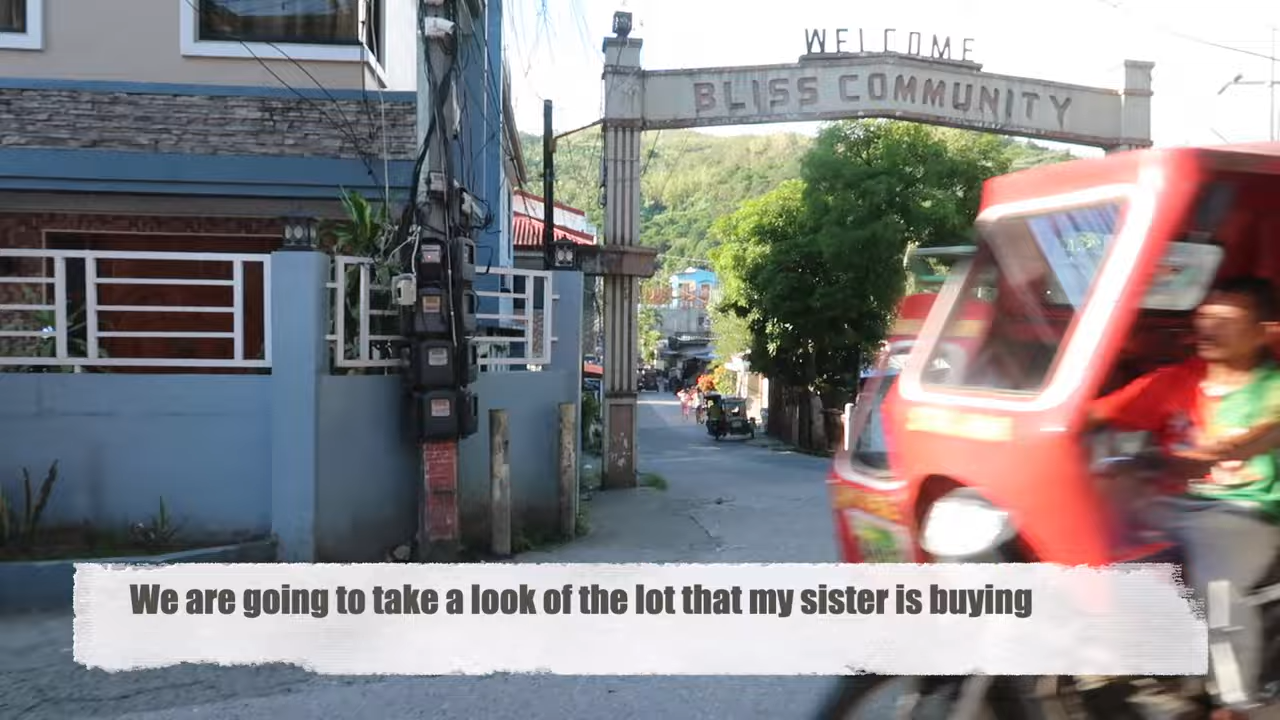 WELCOME
BLISS COMMUNITY
We are going to take a look of the lot that my sister is buying